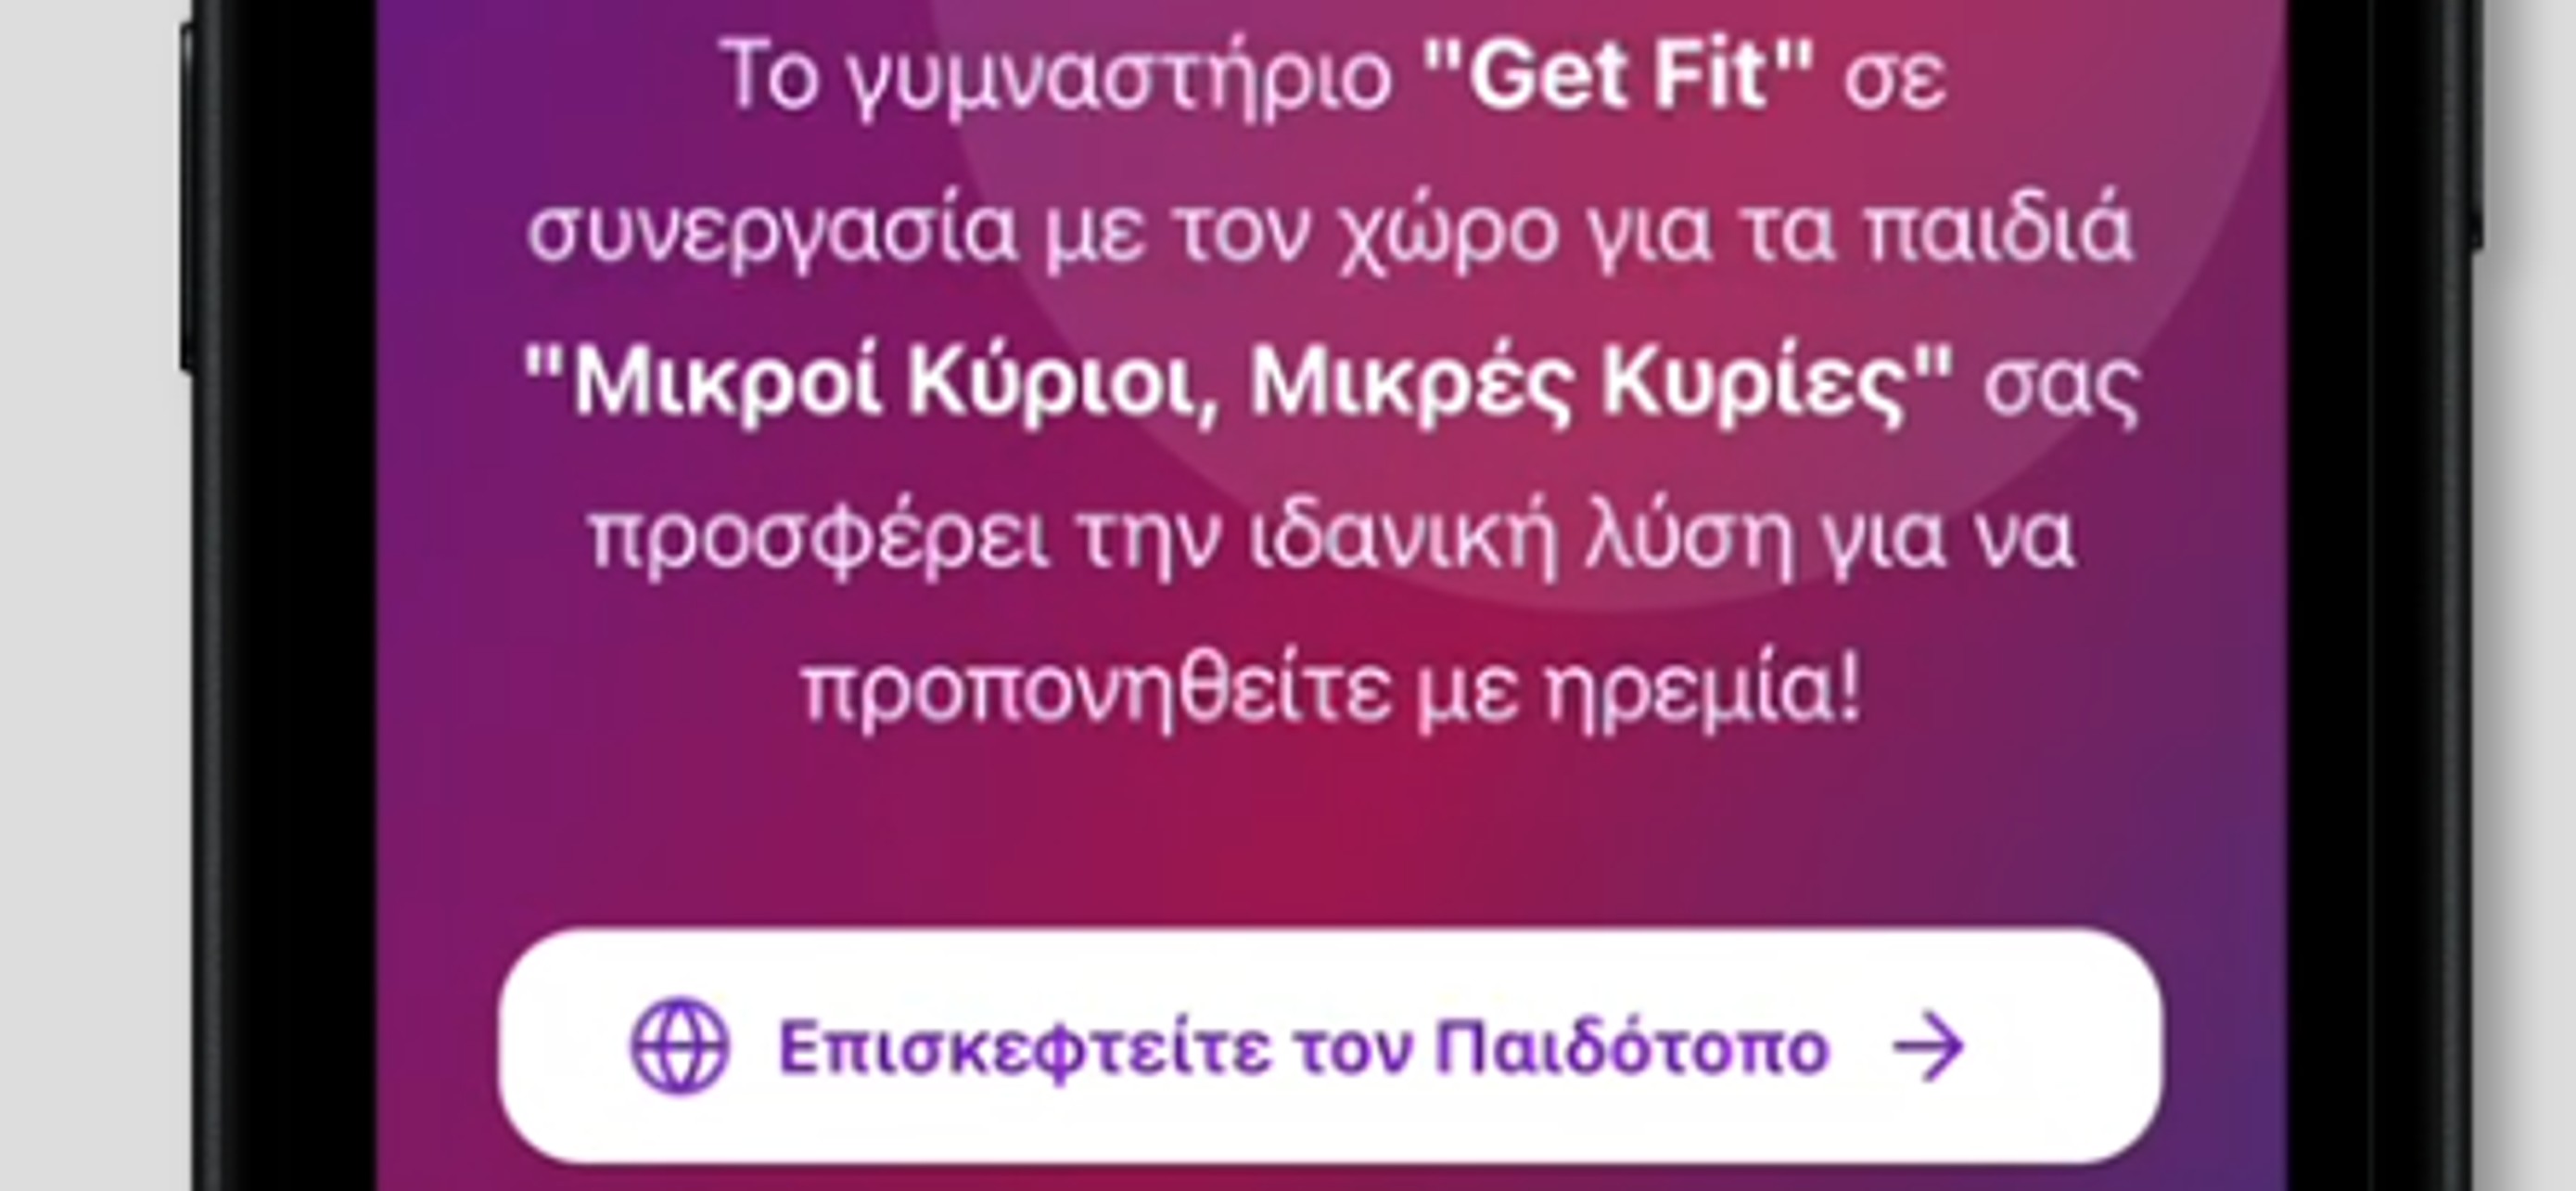 Το γυμναστήριο "Get Fit" σε
συνεργασία με τον χώρο για τα παιδιά
"Μικροί Κύριοι, Μικρές Κυρίες" σας
προσφέρει την ιδανική λύση για να
προπονηθείτε με ηρεμία!
Επισκεφτείτε τον Παιδότοπο